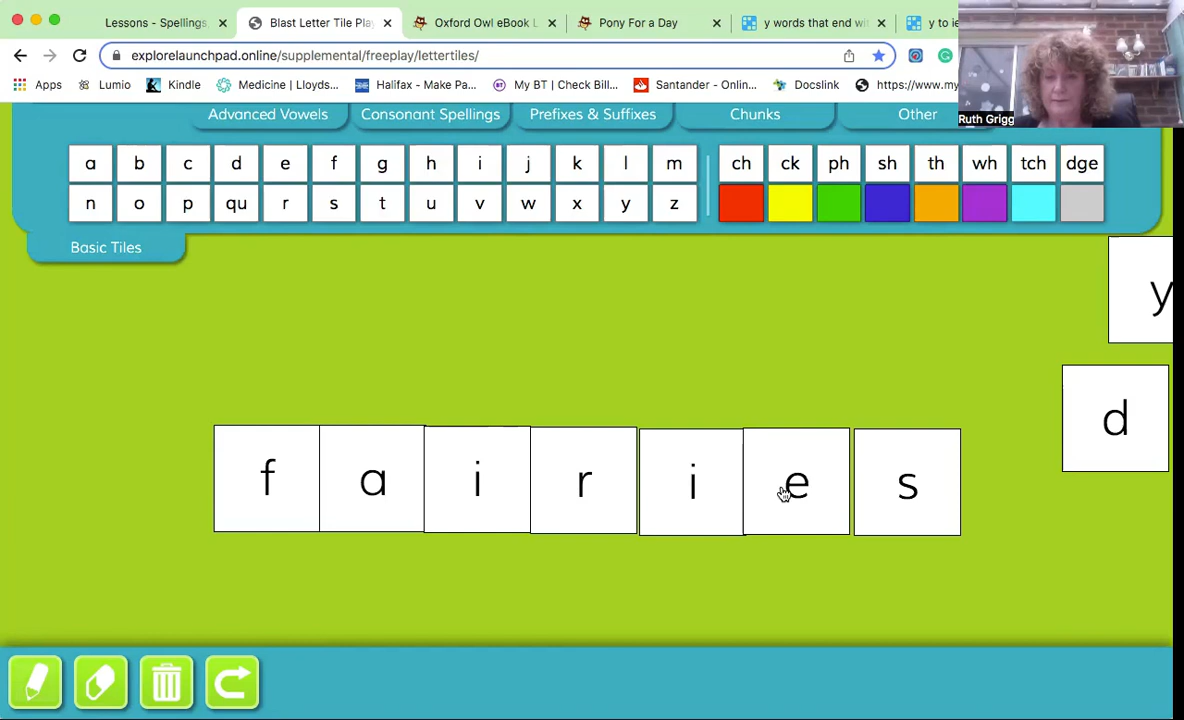 Lessons - Spellings, Blast Letter Tile Play Oxford Owl eBook L Pony For a Day y words that end wit y to ie
explorelaunchpad.online/supplemental/freeplay/lettertiles/
Apps Lumio Kindle Medicine | Lloyds... Halifax - Make Pa... My BT | Check Bill... Santander - Onlin... Docslink https://www.my
Ruth Grigg
Advanced Vowels Consonant Spellings Prefixes & Suffixes Chunks Other
a b c d e f g h i j k l m ch ck ph sh th wh tch dge
n o p qu r s t u v w x y z
Basic Tiles
y
d
f a i r i e s